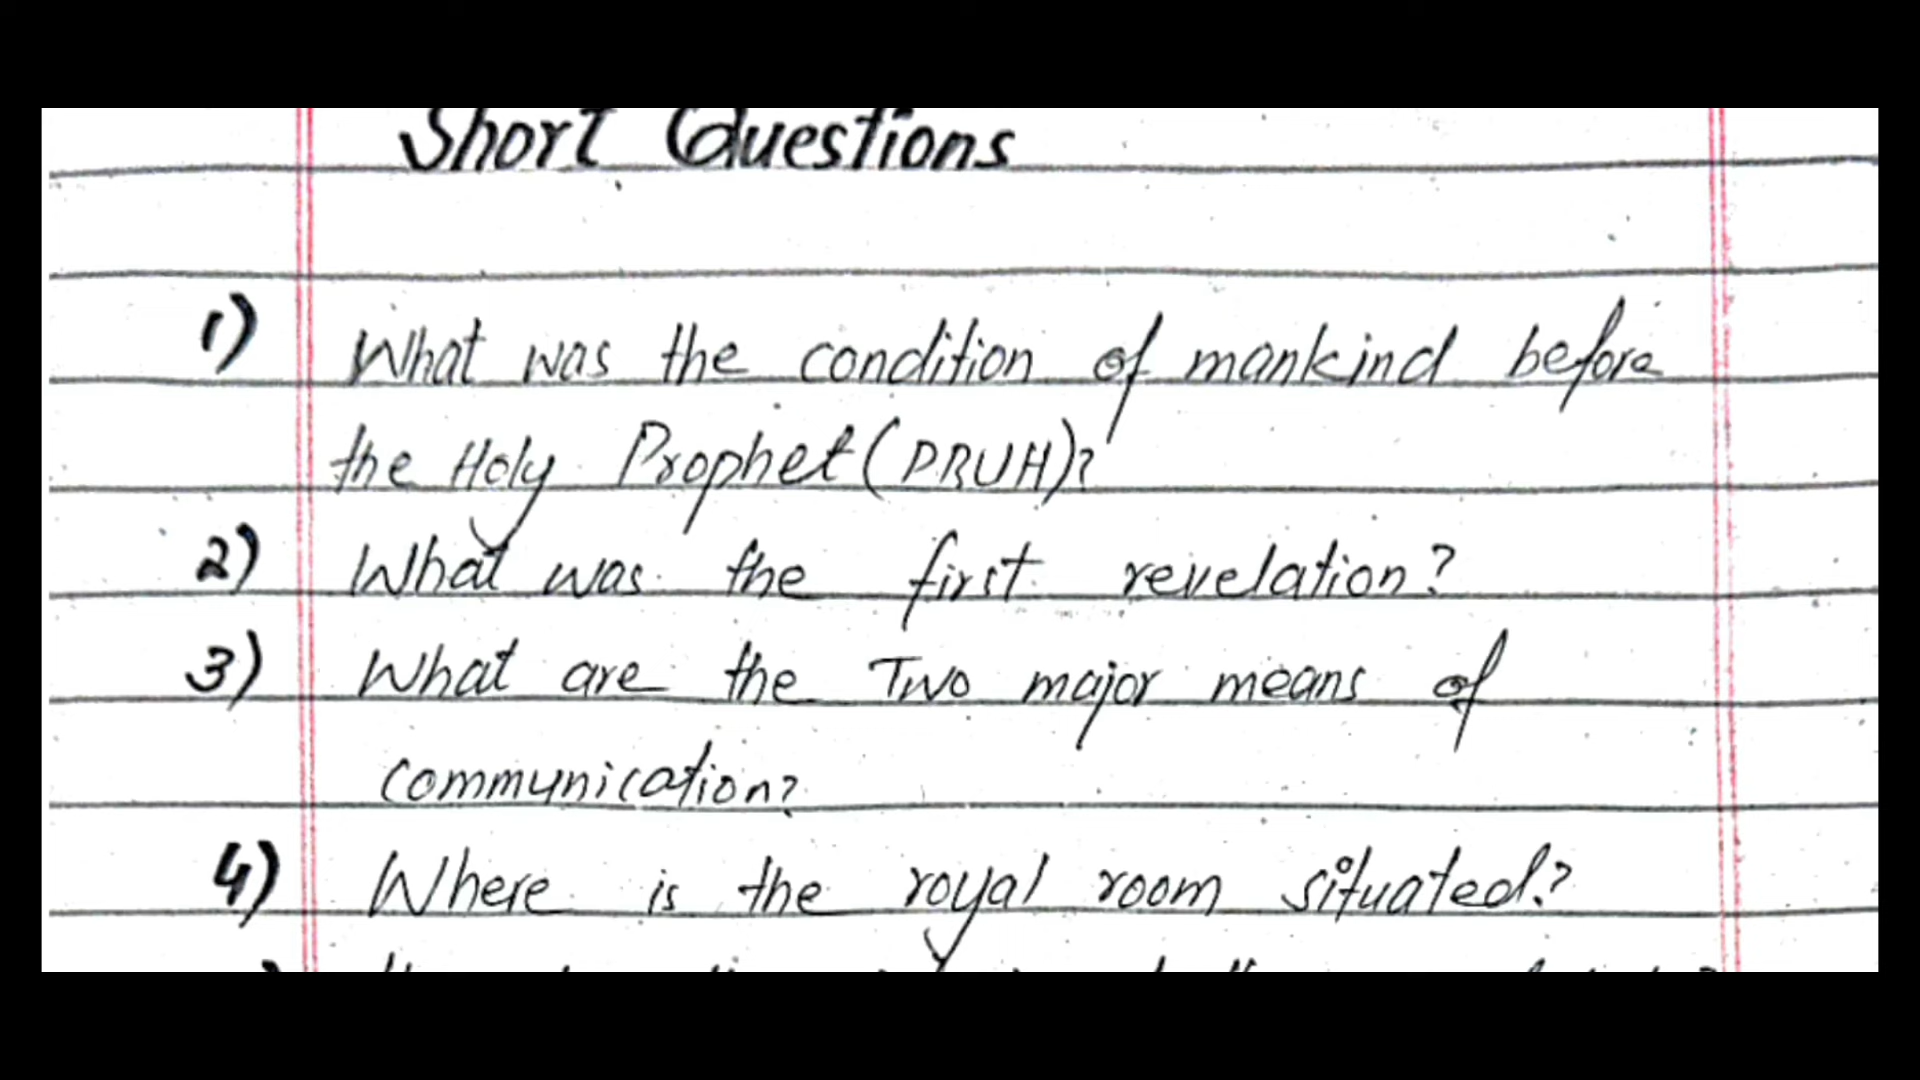 Short Questions
1) What was the condition of mankind before
the Holy Prophet (PBUH)?
2) What was the first revelation?
3) What are the Two major means of
communication?
4) Where is the royal room situated?